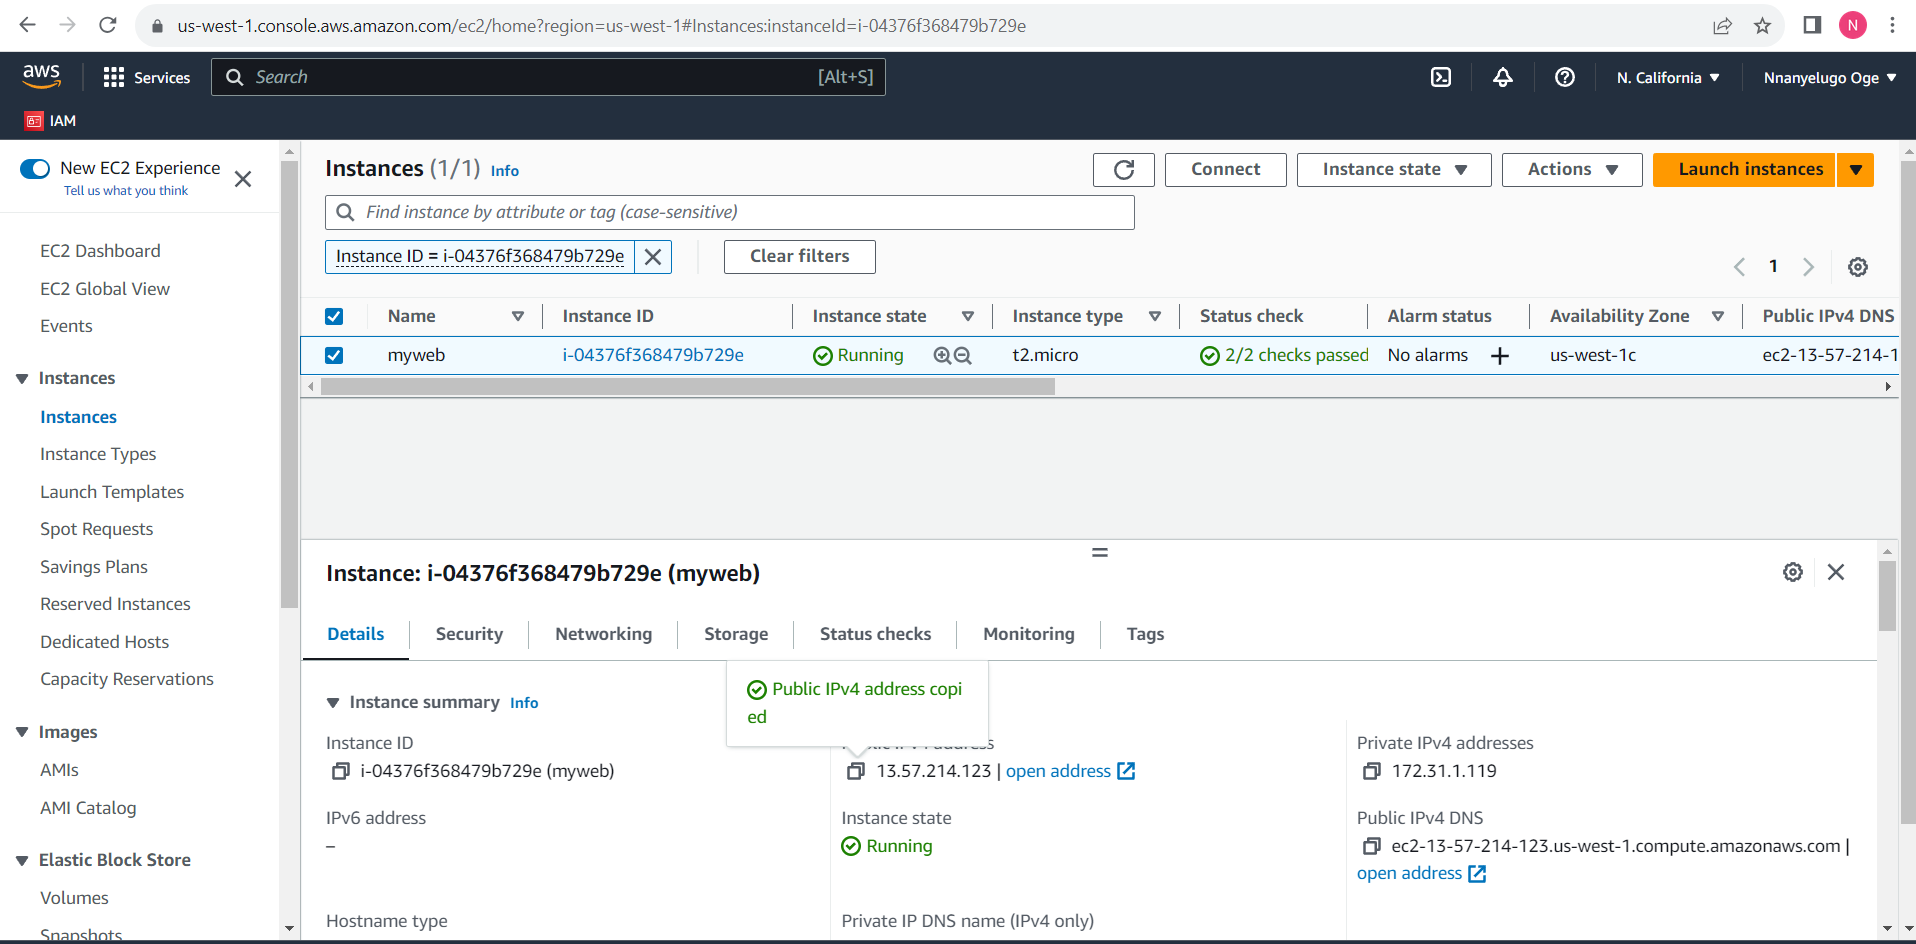 us-west-1.console.aws.amazon.com/ec2/home?region=us-west-1#Instances:instanceId=i-04376f368479b729e
N
aws
Services
Search
[Alt+S]
N. California
Nnanyelugo Oge
IAM
New EC2 Experience
Tell us what you think
EC2 Dashboard
EC2 Global View
Events
Instances
Instances
Instance Types
Launch Templates
Spot Requests
Savings Plans
Reserved Instances
Dedicated Hosts
Capacity Reservations
Images
AMIs
AMI Catalog
Elastic Block Store
Volumes
Snapshots
Instances (1/1) Info
Connect
Instance state
Actions
Launch instances
Find instance by attribute or tag (case-sensitive)
Instance ID = i-04376f368479b729e
Clear filters
1
Name Instance ID Instance state Instance type Status check Alarm status Availability Zone Public IPv4 DNS
myweb i-04376f368479b729e Running t2.micro 2/2 checks passed No alarms + us-west-1c ec2-13-57-214-1
Instance: i-04376f368479b729e (myweb)
Details Security Networking Storage Status checks Monitoring Tags
Public IPv4 address copi
ed
Instance summary Info
Instance ID
i-04376f368479b729e (myweb)
Public IPv4 address
13.57.214.123 | open address
Private IPv4 addresses
172.31.1.119
IPv6 address
–
Instance state
Running
Public IPv4 DNS
ec2-13-57-214-123.us-west-1.compute.amazonaws.com |
open address
Hostname type
Private IP DNS name (IPv4 only)